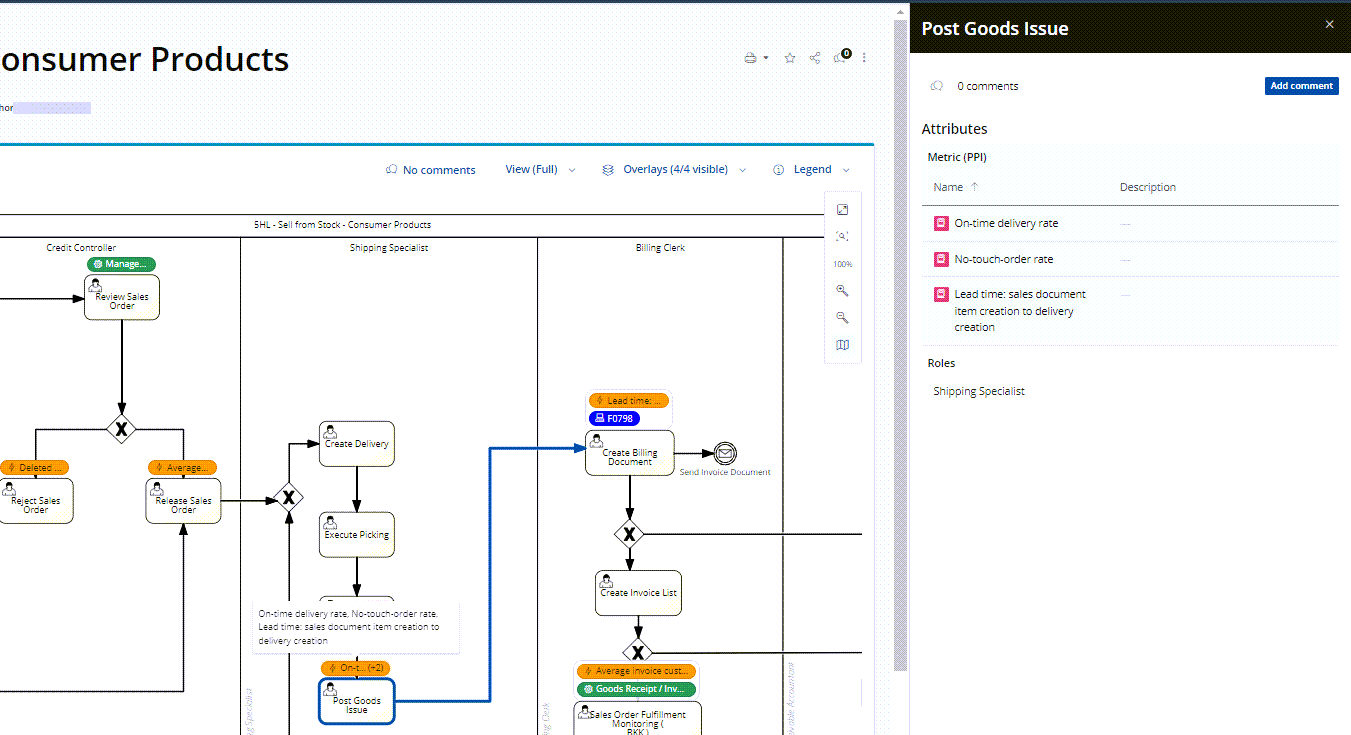 onsumer Products
0
hor
No comments
View (Full)
Overlays (4/4 visible)
Legend
100%
5HL - Sell from Stock - Consumer Products
Credit Controller
Shipping Specialist
Billing Clerk
Manage...
Review Sales
Order
X
Deleted ...
Reject Sales
Order
Average...
Release Sales
Order
X
Create Delivery
Execute Picking
On-time delivery rate, No-touch-order rate,
Lead time: sales document item creation to
delivery creation
On-t... (+2)
Post Goods
Issue
Lead time: ...
F0798
Create Billing
Document
Send Invoice Document
X
Create Invoice List
X
Average invoice cust...
Goods Receipt / Inv...
Sales Order Fulfillment
Monitoring (
BKK)
g Specialist
ing Clerk
ivable Accountant
Post Goods Issue
×
0 comments
Add comment
Attributes
Metric (PPI)
Name ↑
Description
On-time delivery rate
—
No-touch-order rate
—
Lead time: sales document
item creation to delivery
creation
—
Roles
Shipping Specialist